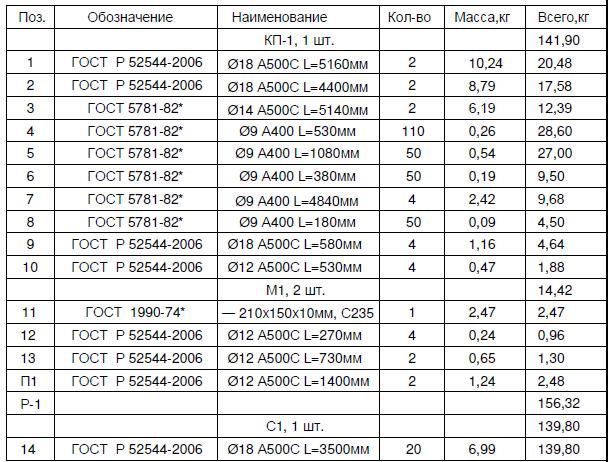 Поз. Обозначение Наименование Кол-во Масса,кг Всего,кг
КП-1, 1 шт. 141,90
1 ГОСТ Р 52544-2006 Ø18 А500С L=5160мм 2 10,24 20,48
2 ГОСТ Р 52544-2006 Ø18 А500С L=4400мм 2 8,79 17,58
3 ГОСТ 5781-82* Ø14 А500С L=5140мм 2 6,19 12,39
4 ГОСТ 5781-82* Ø9 А400 L=530мм 110 0,26 28,60
5 ГОСТ 5781-82* Ø9 А400 L=1080мм 50 0,54 27,00
6 ГОСТ 5781-82* Ø9 А400 L=380мм 50 0,19 9,50
7 ГОСТ 5781-82* Ø9 А400 L=4840мм 4 2,42 9,68
8 ГОСТ 5781-82* Ø9 А400 L=180мм 50 0,09 4,50
9 ГОСТ Р 52544-2006 Ø18 А500С L=580мм 4 1,16 4,64
10 ГОСТ Р 52544-2006 Ø12 А500С L=530мм 4 0,47 1,88
М1, 2 шт. 14,42
11 ГОСТ 1990-74* — 210х150х10мм, С235 1 2,47 2,47
12 ГОСТ Р 52544-2006 Ø12 А500С L=270мм 4 0,24 0,96
13 ГОСТ Р 52544-2006 Ø12 А500С L=730мм 2 0,65 1,30
П1 ГОСТ Р 52544-2006 Ø12 А500С L=1400мм 2 1,24 2,48
Р-1 156,32
С1, 1 шт. 139,80
14 ГОСТ Р 52544-2006 Ø18 А500С L=3500мм 20 6,99 139,80